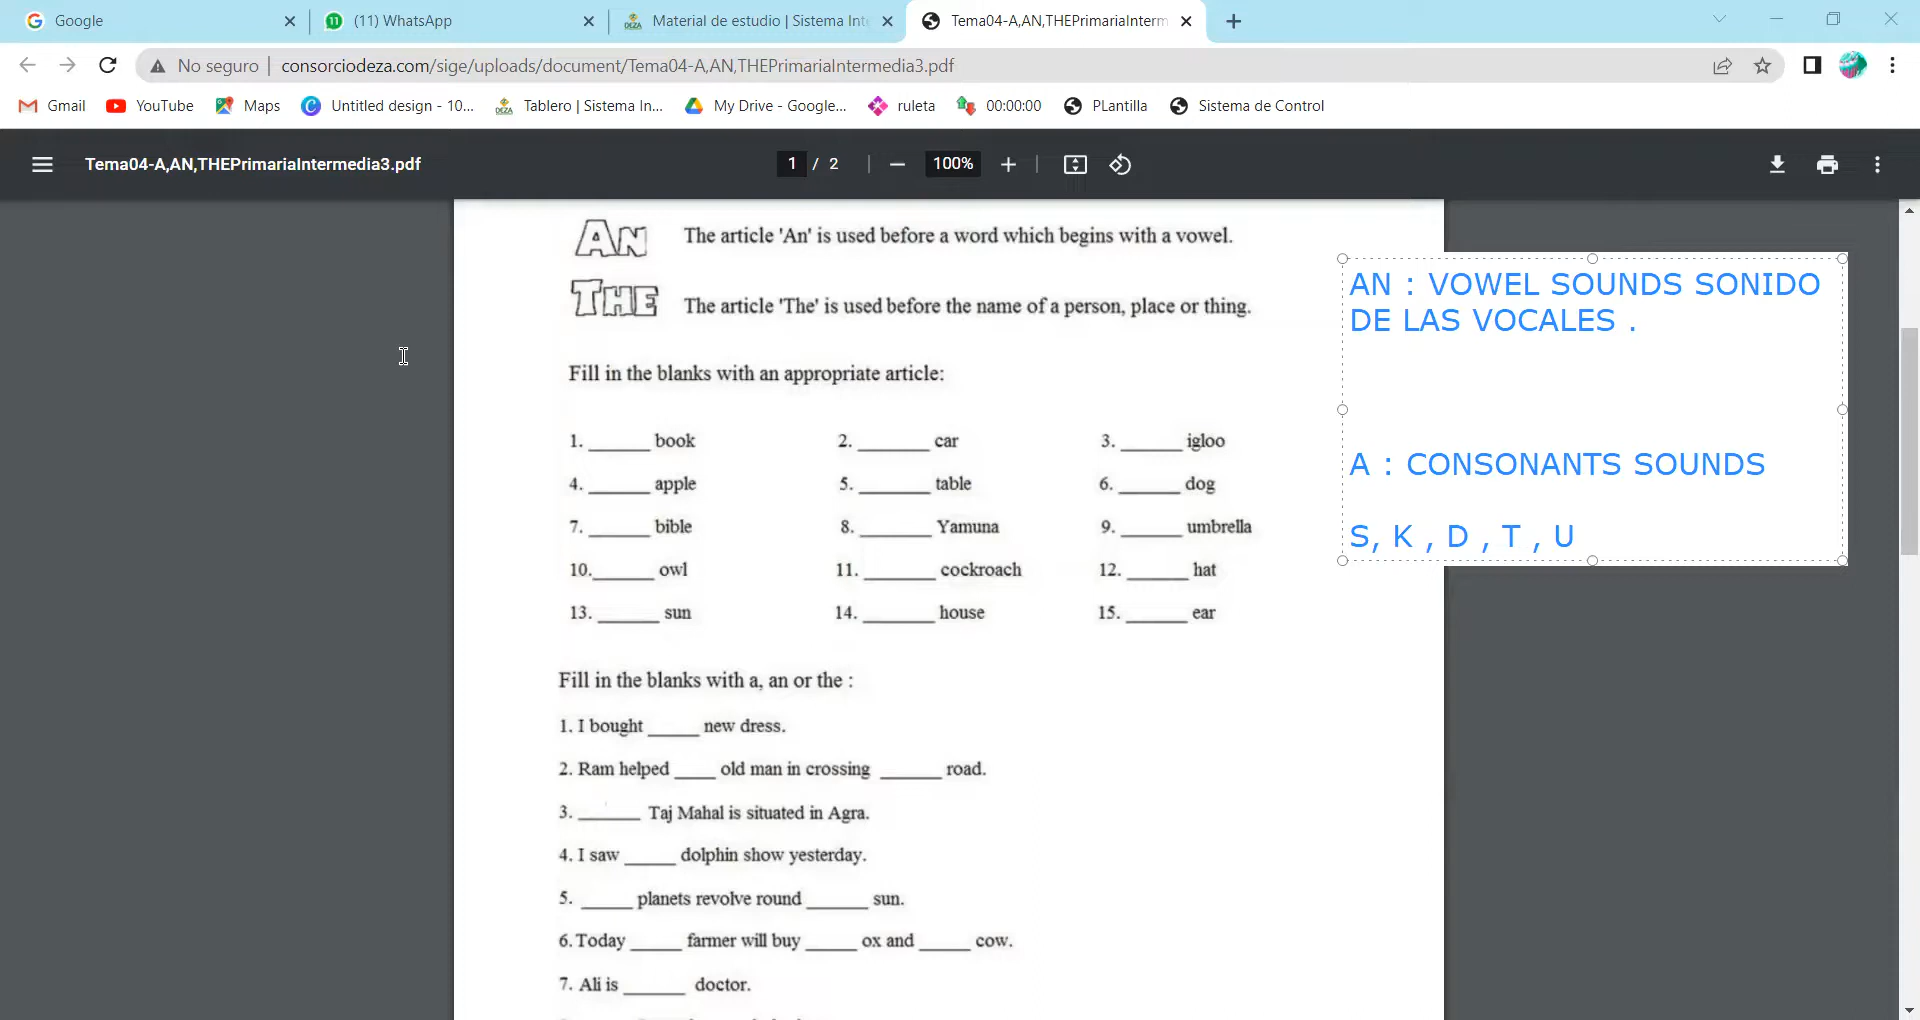 Google
(11) WhatsApp
Material de estudio | Sistema Inte
Tema04-A,AN,THEPrimariaInterm
No seguro | consorciodeza.com/sige/uploads/document/Tema04-A,AN,THEPrimariaIntermedia3.pdf
Gmail YouTube Maps Untitled design - 10... Tablero | Sistema In... My Drive - Google... ruleta 00:00:00 PLantilla Sistema de Control
Tema04-A,AN,THEPrimariaIntermedia3.pdf 1 / 2 100%
AN The article 'An' is used before a word which begins with a vowel.
THE The article 'The' is used before the name of a person, place or thing.
Fill in the blanks with an appropriate article:
1. ______ book 2. ______ car 3. ______ igloo
4. ______ apple 5. ______ table 6. ______ dog
7. ______ bible 8. ______ Yamuna 9. ______ umbrella
10. ______ owl 11. ______ cockroach 12. ______ hat
13. ______ sun 14. ______ house 15. ______ ear
Fill in the blanks with a, an or the :
1. I bought _____ new dress.
2. Ram helped ____ old man in crossing ______ road.
3. ______ Taj Mahal is situated in Agra.
4. I saw _____ dolphin show yesterday.
5. _____ planets revolve round ______ sun.
6. Today _____ farmer will buy _____ ox and _____ cow.
7. Ali is ______ doctor.
AN : VOWEL SOUNDS SONIDO
DE LAS VOCALES .
A : CONSONANTS SOUNDS
S, K , D , T , U